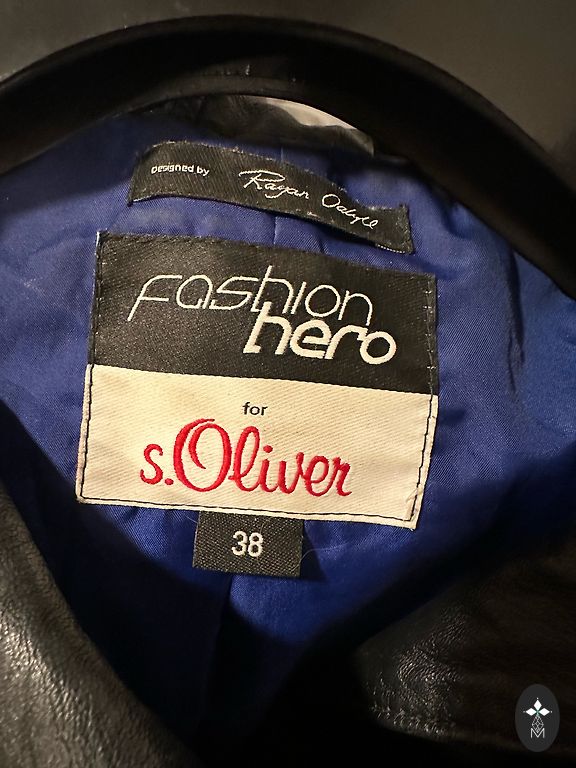 Designed by
fashion
hero
for
s.Oliver
38